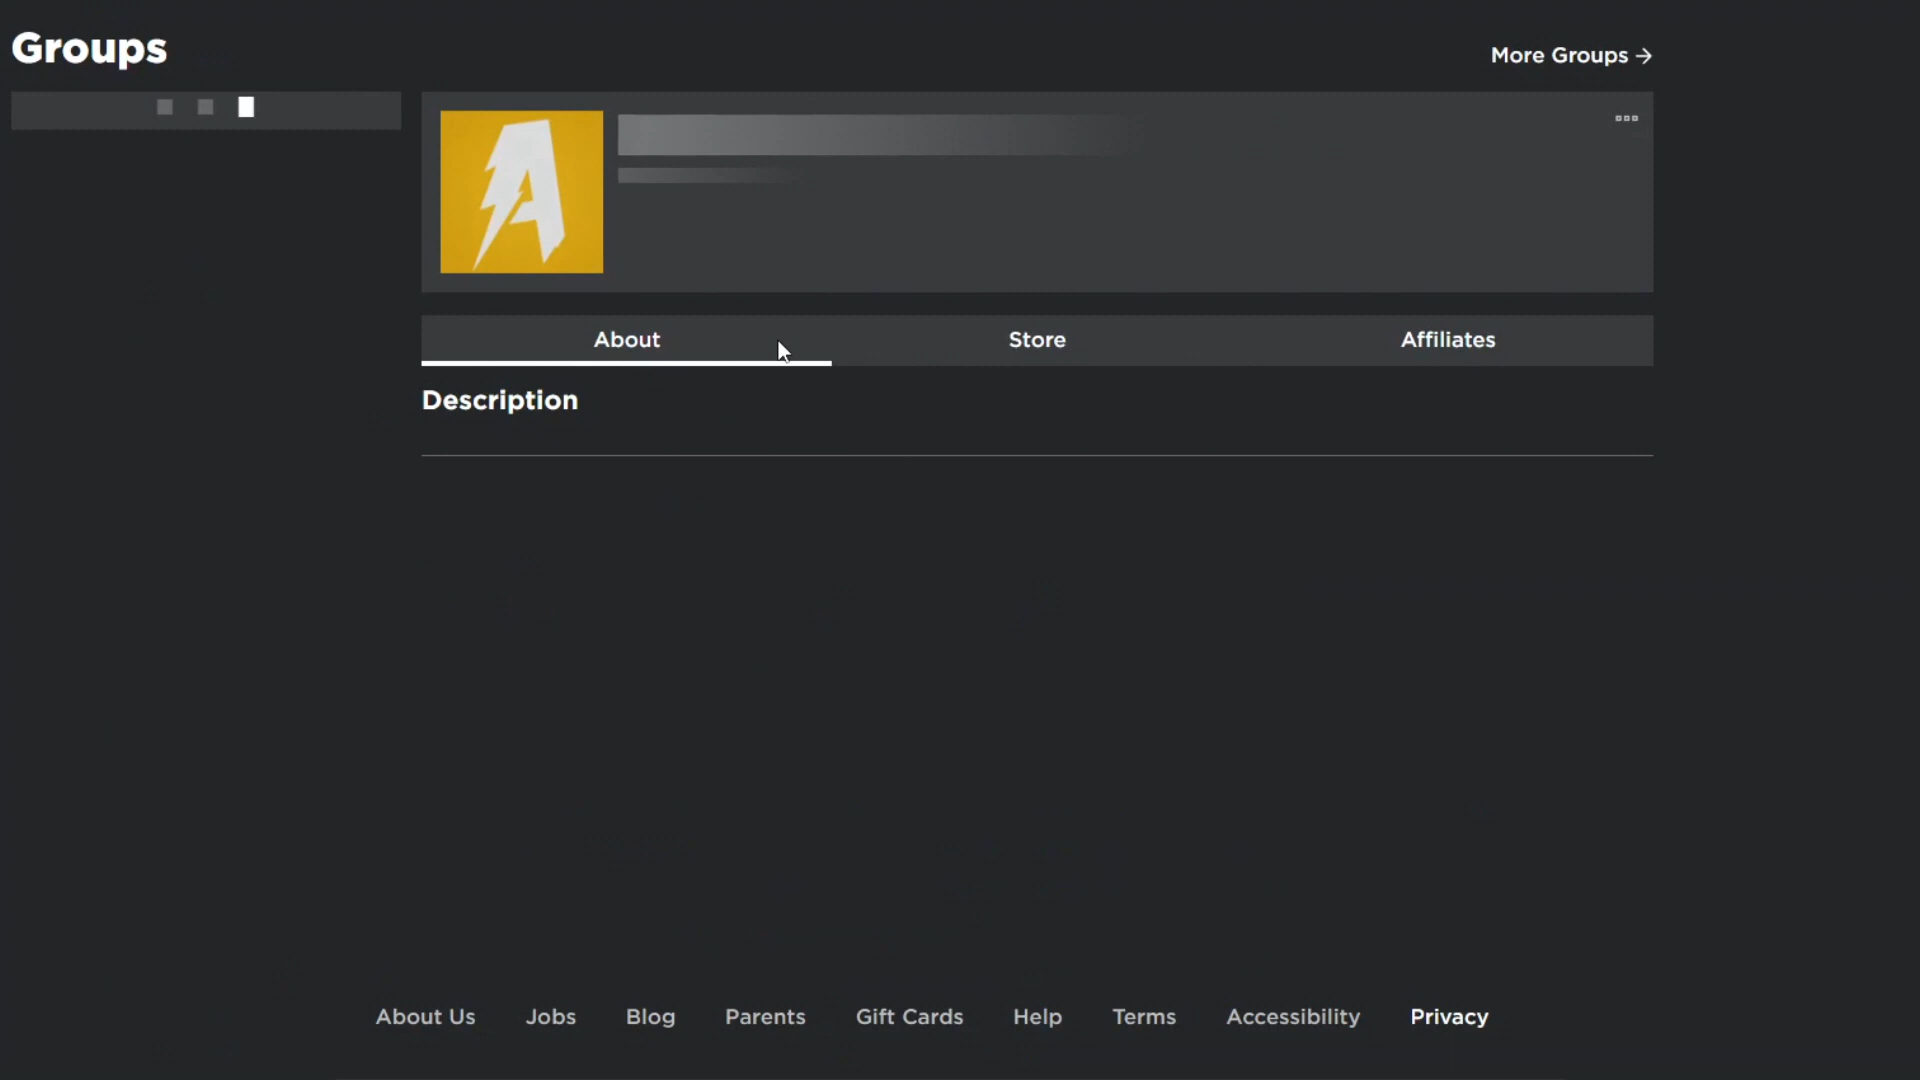 Groups
More Groups →
A
About
Store
Affiliates
Description
About Us
Jobs
Blog
Parents
Gift Cards
Help
Terms
Accessibility
Privacy